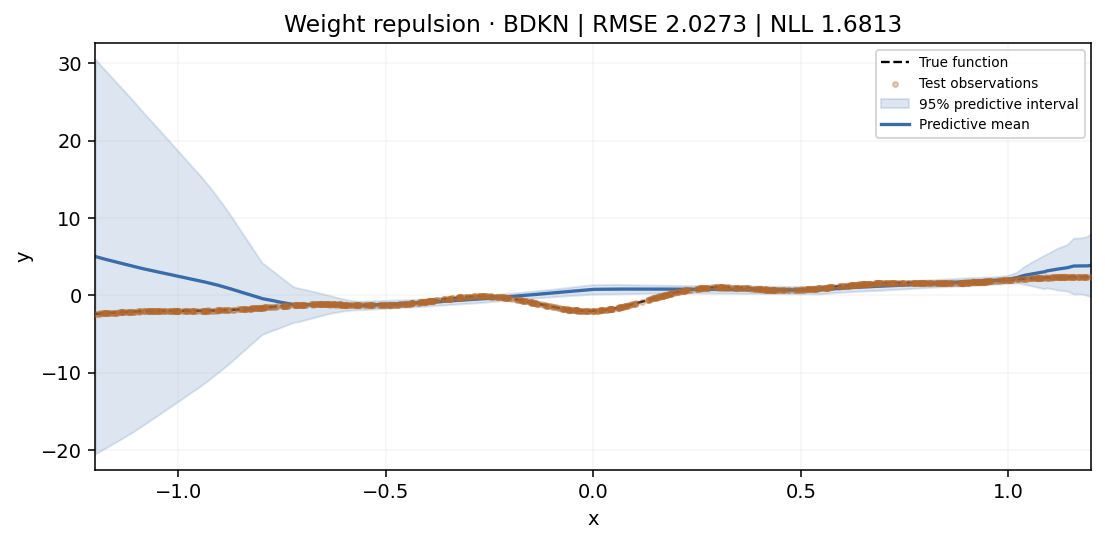 Weight repulsion · BDKN | RMSE 2.0273 | NLL 1.6813
True function
Test observations
95% predictive interval
Predictive mean
30
20
10
0
−10
−20
y
−1.0
−0.5
0.0
0.5
1.0
x